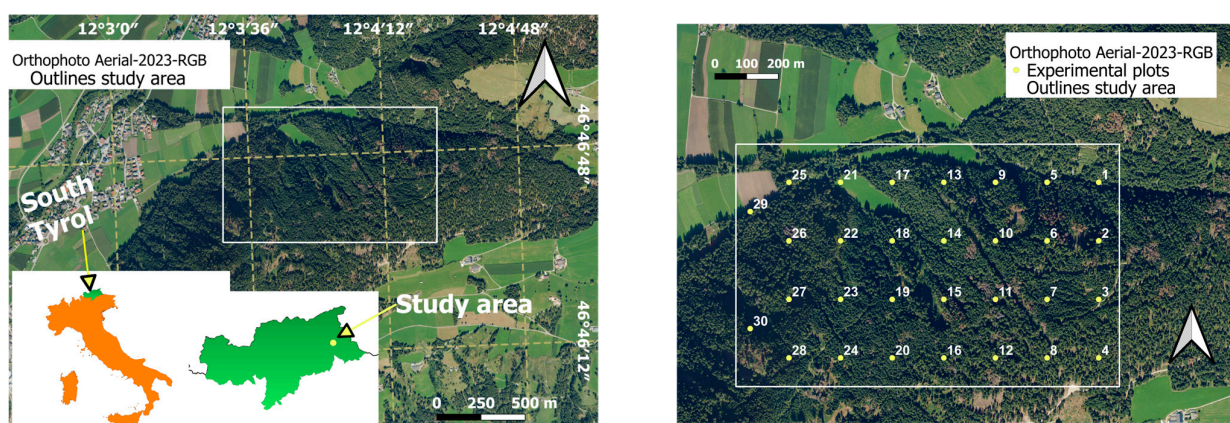 12°3'0" 12°3'36" 12°4'12" 12°4'48"
Orthophoto Aerial-2023-RGB
Outlines study area
46°46'48"
South
Tyrol
Study area
46°46'12"
0 250 500 m
Orthophoto Aerial-2023-RGB
Experimental plots
Outlines study area
0 100 200 m
25 21 17 13 9 5 1
29
26 22 18 14 10 6 2
27 23 19 15 11 7 3
30
28 24 20 16 12 8 4